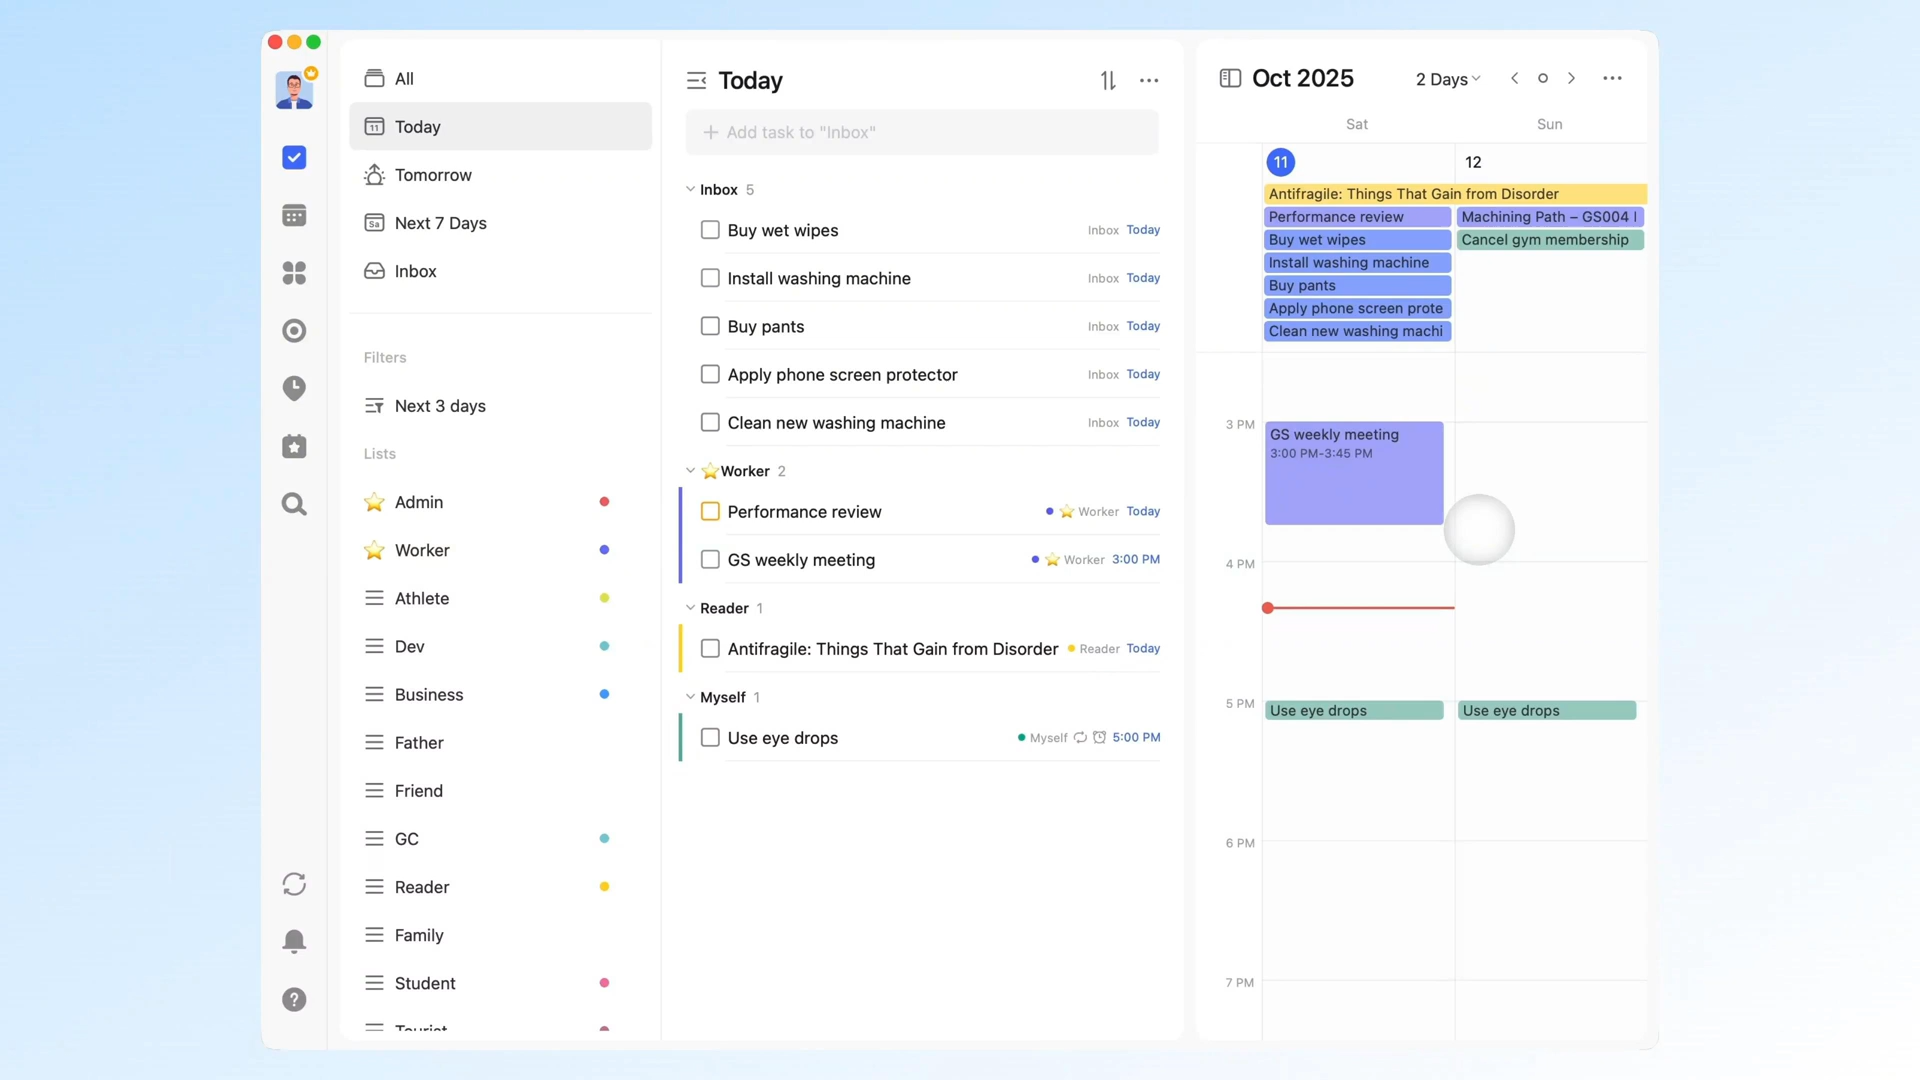 All
11
Today
Tomorrow
Sa
Next 7 Days
Inbox
Filters
Next 3 days
Lists
Admin
Worker
Athlete
Dev
Business
Father
Friend
GC
Reader
Family
Student
Tourist
?
Today
Add task to "Inbox"
Inbox 5
Buy wet wipes Inbox Today
Install washing machine Inbox Today
Buy pants Inbox Today
Apply phone screen protector Inbox Today
Clean new washing machine Inbox Today
⭐Worker 2
Performance review ⭐ Worker Today
GS weekly meeting ⭐ Worker 3:00 PM
Reader 1
Antifragile: Things That Gain from Disorder Reader Today
Myself 1
Use eye drops Myself 5:00 PM
Oct 2025 2 Days
Sat Sun
11 12
Antifragile: Things That Gain from Disorder
Performance review Machining Path – GS004
Buy wet wipes Cancel gym membership
Install washing machine
Buy pants
Apply phone screen prote
Clean new washing machi
3 PM
GS weekly meeting
3:00 PM-3:45 PM
4 PM
5 PM
Use eye drops Use eye drops
6 PM
7 PM